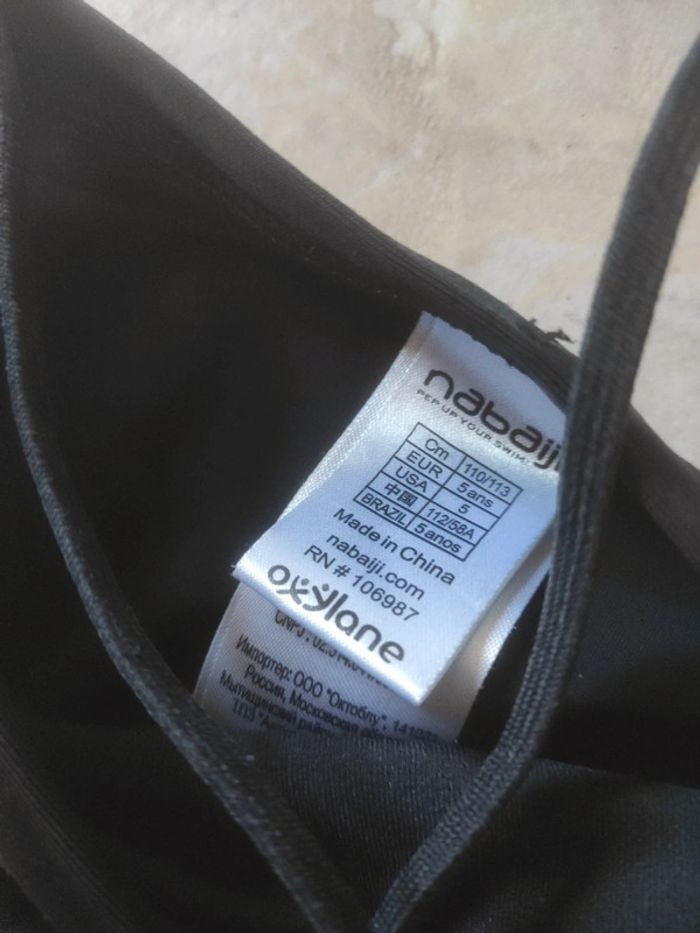 nabaiji
PEP UP YOUR SWIM
Cm 110/113
EUR 5 ans
USA 5
中国 112/58A
BRAZIL 5 anos
Made in China
nabaiji.com
RN # 106987
oxylane
Импортер: ООО "Октоблу",
Россия, Московская
Мытищинский